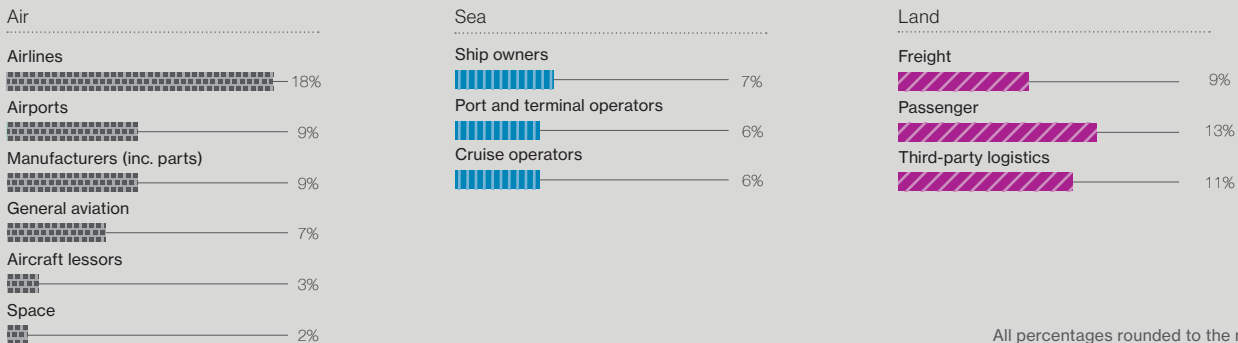 Air
Airlines
18%
Airports
9%
Manufacturers (inc. parts)
9%
General aviation
7%
Aircraft lessors
3%
Space
2%
Sea
Ship owners
7%
Port and terminal operators
6%
Cruise operators
6%
Land
Freight
9%
Passenger
13%
Third-party logistics
11%
All percentages rounded to the